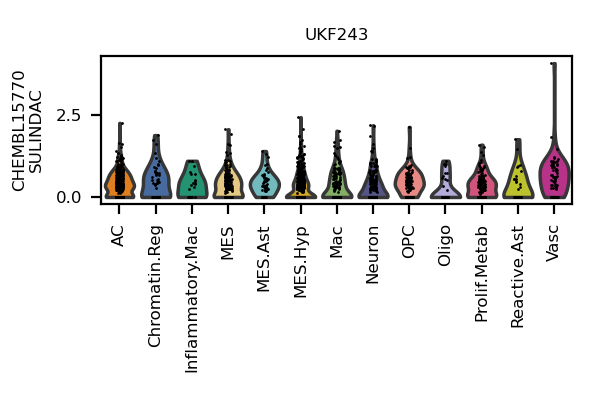 UKF243
CHEMBL15770
SULINDAC
2.5
0.0
AC
Chromatin.Reg
Inflammatory.Mac
MES
MES.Ast
MES.Hyp
Mac
Neuron
OPC
Oligo
Prolif.Metab
Reactive.Ast
Vasc